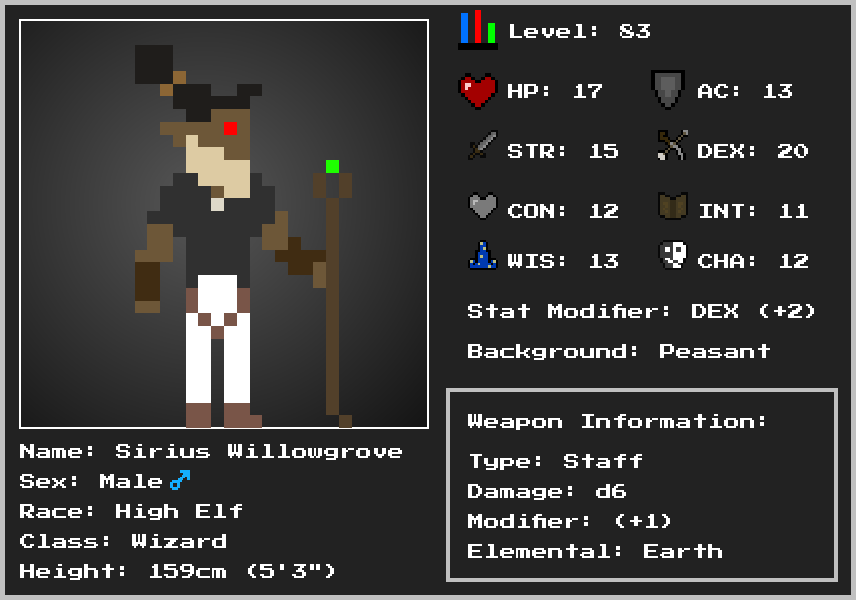 Level: 83
HP: 17 AC: 13
STR: 15 DEX: 20
CON: 12 INT: 11
WIS: 13 CHA: 12
Stat Modifier: DEX (+2)
Background: Peasant
Weapon Information:
Type: Staff
Damage: d6
Modifier: (+1)
Elemental: Earth
Name: Sirius Willowgrove
Sex: Male♂
Race: High Elf
Class: Wizard
Height: 159cm (5'3")